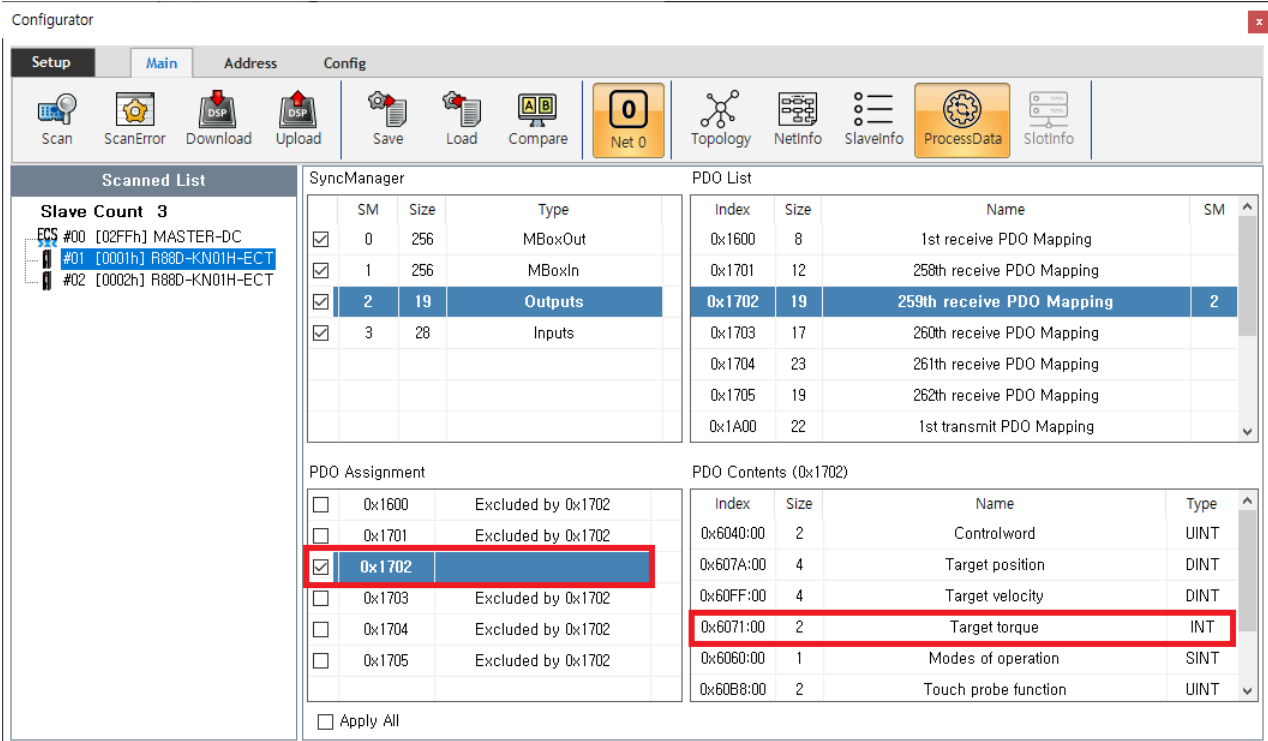 Configurator
x
Setup Main Address Config
DSP DSP A B 0
Scan ScanError Download Upload Save Load Compare Net 0 Topology NetInfo SlaveInfo ProcessData SlotInfo
Scanned List
Slave Count 3
ECS #00 [02FFh] MASTER-DC
#01 [0001h] R88D-KN01H-ECT
#02 [0002h] R88D-KN01H-ECT
SyncManager
SM Size Type
0 256 MBoxOut
1 256 MBoxIn
2 19 Outputs
3 28 Inputs
PDO List
Index Size Name SM
0x1600 8 1st receive PDO Mapping
0x1701 12 258th receive PDO Mapping
0x1702 19 259th receive PDO Mapping 2
0x1703 17 260th receive PDO Mapping
0x1704 23 261th receive PDO Mapping
0x1705 19 262th receive PDO Mapping
0x1A00 22 1st transmit PDO Mapping
PDO Assignment
0x1600 Excluded by 0x1702
0x1701 Excluded by 0x1702
0x1702
0x1703 Excluded by 0x1702
0x1704 Excluded by 0x1702
0x1705 Excluded by 0x1702
Apply All
PDO Contents (0x1702)
Index Size Name Type
0x6040:00 2 Controlword UINT
0x607A:00 4 Target position DINT
0x60FF:00 4 Target velocity DINT
0x6071:00 2 Target torque INT
0x6060:00 1 Modes of operation SINT
0x60B8:00 2 Touch probe function UINT